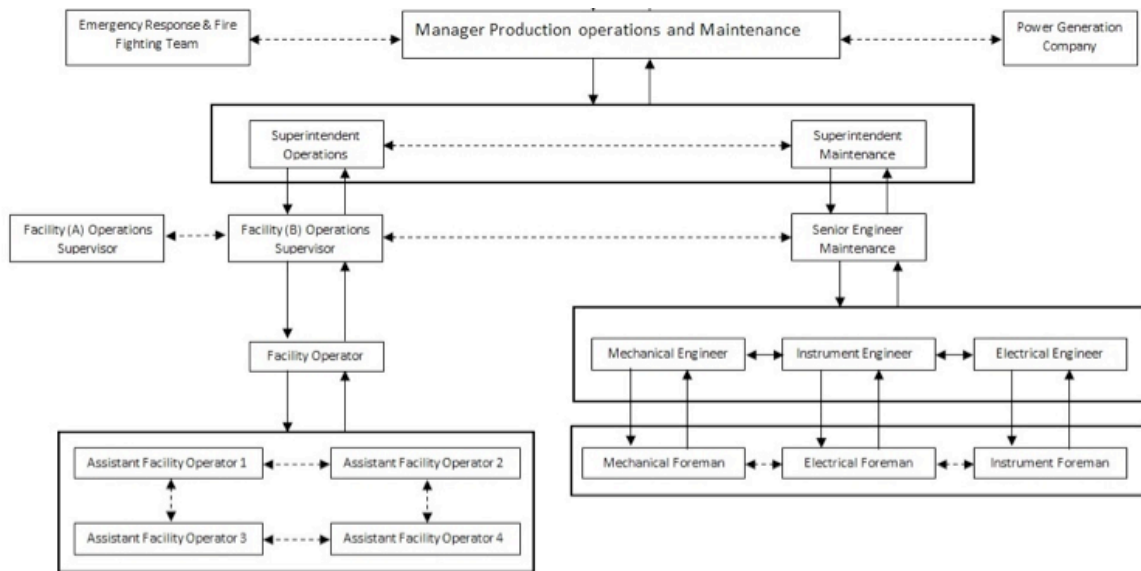 Emergency Response & Fire
Fighting Team
Manager Production operations and Maintenance
Power Generation
Company
Superintendent
Operations
Superintendent
Maintenance
Facility (A) Operations
Supervisor
Facility (B) Operations
Supervisor
Senior Engineer
Maintenance
Facility Operator
Mechanical Engineer
Instrument Engineer
Electrical Engineer
Assistant Facility Operator 1
Assistant Facility Operator 2
Mechanical Foreman
Electrical Foreman
Instrument Foreman
Assistant Facility Operator 3
Assistant Facility Operator 4